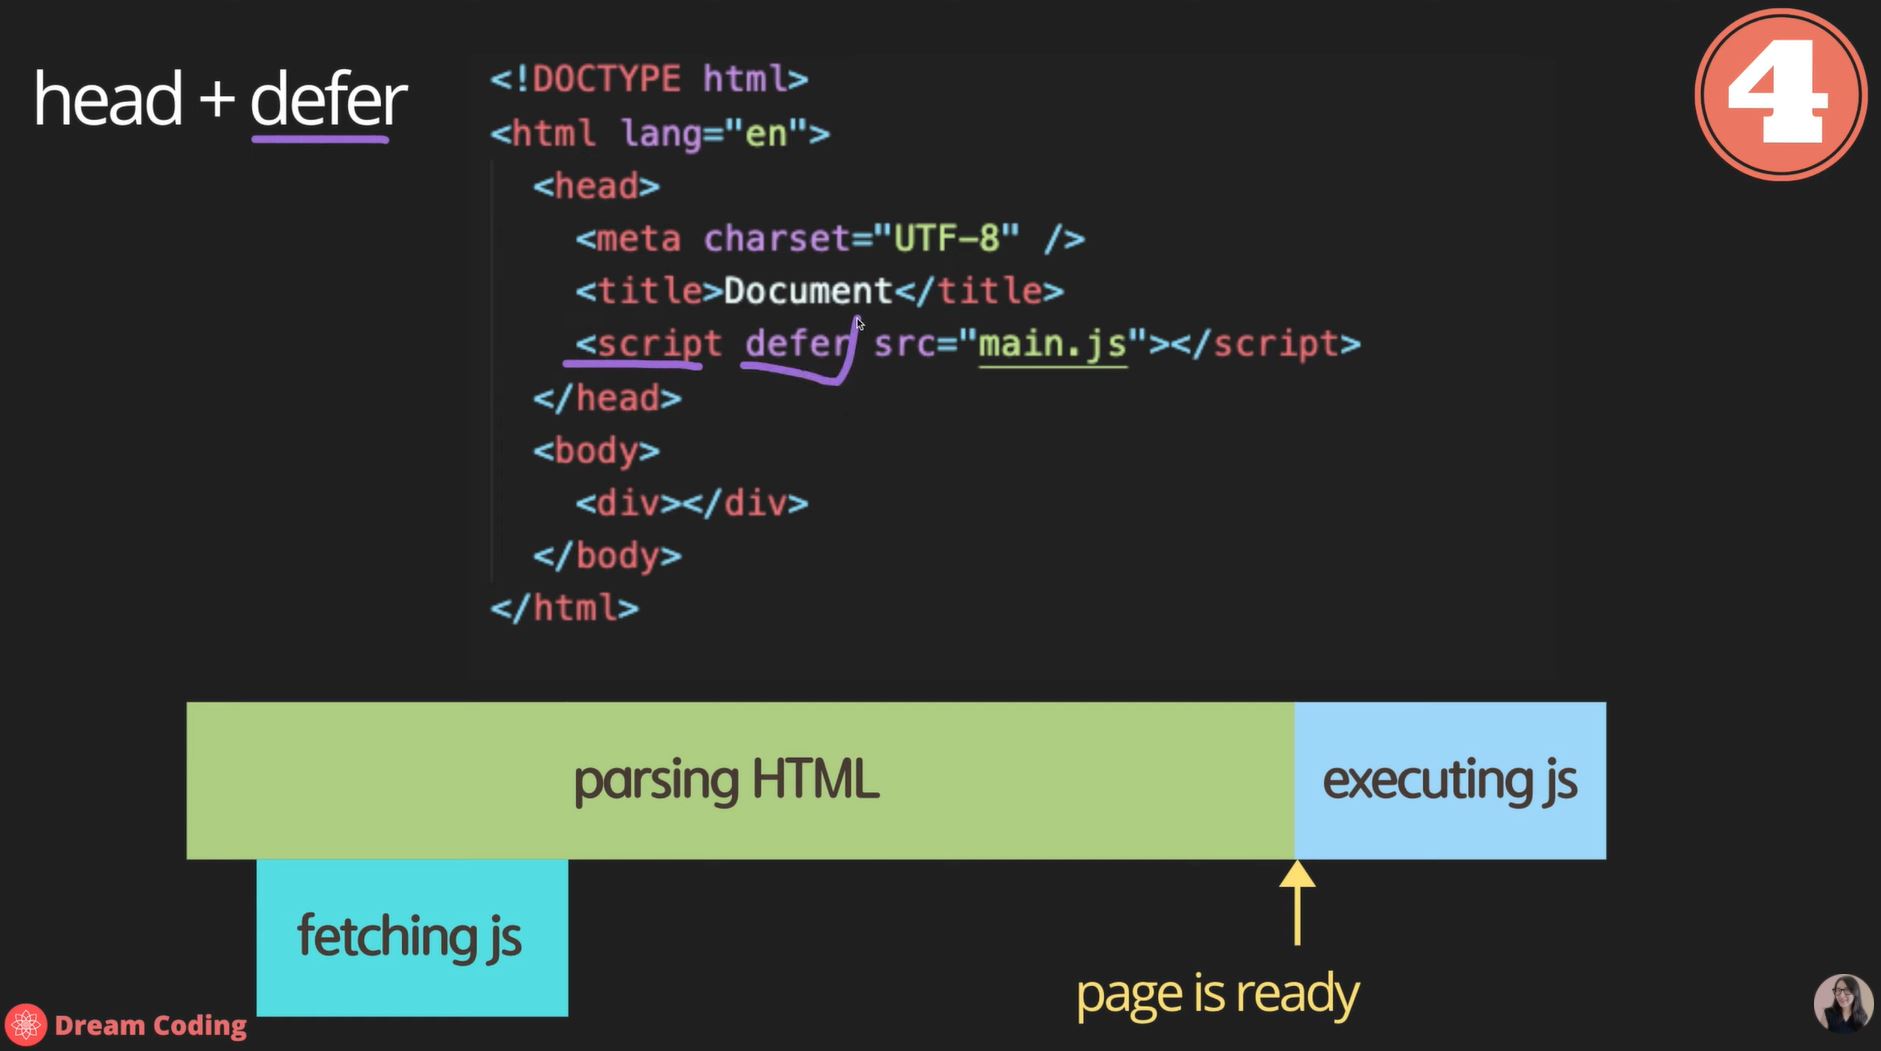 head + defer
4
<!DOCTYPE html>
<html lang="en">
<head>
<meta charset="UTF-8" />
<title>Document</title>
<script defer src="main.js"></script>
</head>
<body>
<div></div>
</body>
</html>
parsing HTML
executing js
fetching js
page is ready
Dream Coding